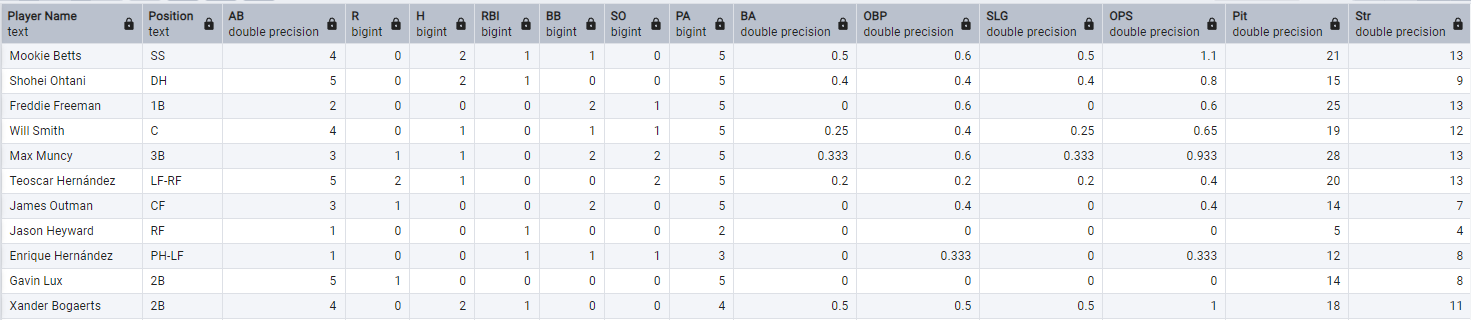 Player Name Position AB R H RBI BB SO PA BA OBP SLG OPS Pit Str
text text double precision bigint bigint bigint bigint bigint bigint double precision double precision double precision double precision double precision double precision
Mookie Betts SS 4 0 2 1 1 0 5 0.5 0.6 0.5 1.1 21 13
Shohei Ohtani DH 5 0 2 1 0 0 5 0.4 0.4 0.4 0.8 15 9
Freddie Freeman 1B 2 0 0 0 2 1 5 0 0.6 0 0.6 25 13
Will Smith C 4 0 1 0 1 1 5 0.25 0.4 0.25 0.65 19 12
Max Muncy 3B 3 1 1 0 2 2 5 0.333 0.6 0.333 0.933 28 13
Teoscar Hernández LF-RF 5 2 1 0 0 2 5 0.2 0.2 0.2 0.4 20 13
James Outman CF 3 1 0 0 2 0 5 0 0.4 0 0.4 14 7
Jason Heyward RF 1 0 0 1 0 0 2 0 0 0 0 5 4
Enrique Hernández PH-LF 1 0 0 1 1 1 3 0 0.333 0 0.333 12 8
Gavin Lux 2B 5 1 0 0 0 0 5 0 0 0 0 14 8
Xander Bogaerts 2B 4 0 2 1 0 0 4 0.5 0.5 0.5 1 18 11